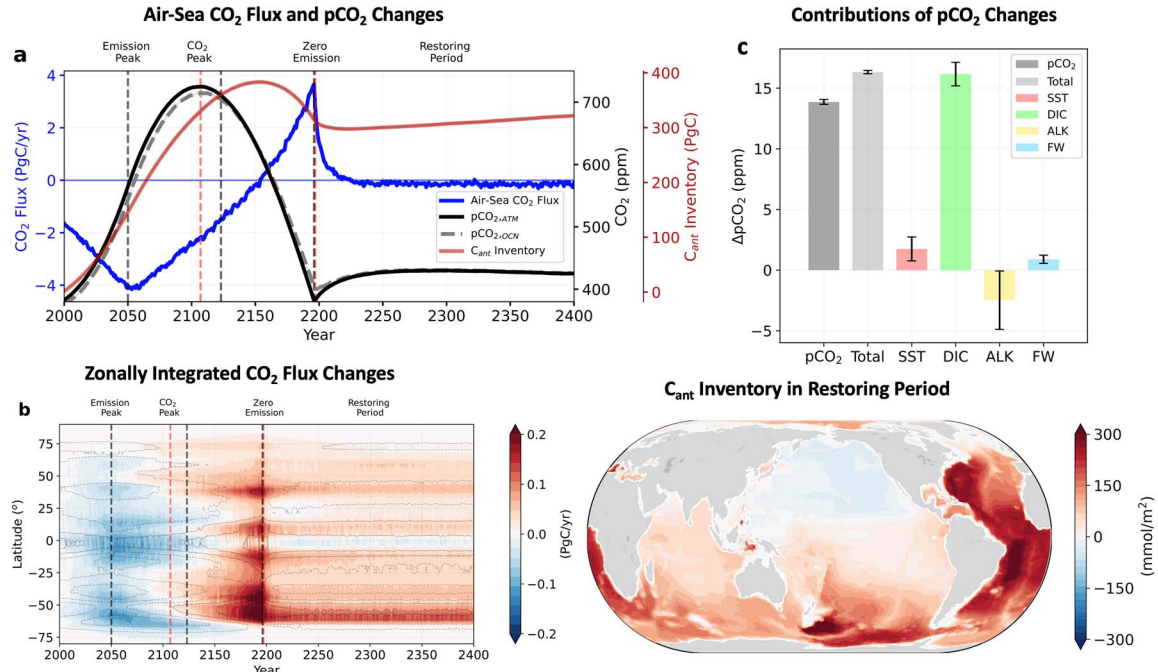 Air-Sea CO₂ Flux and pCO₂ Changes
a
Emission Peak
CO₂ Peak
Zero Emission
Restoring Period
CO₂ Flux (PgC/yr)
4
2
0
−2
−4
Air-Sea CO₂ Flux
pCO₂,ATM
pCO₂,OCN
Cant Inventory
700
600
500
400
CO₂ (ppm)
400
300
200
100
0
Cant Inventory (PgC)
2000 2050 2100 2150 2200 2250 2300 2350 2400
Year
Contributions of pCO₂ Changes
c
ΔpCO₂ (ppm)
15
10
5
0
−5
pCO₂
Total
SST
DIC
ALK
FW
pCO₂ Total SST DIC ALK FW
Zonally Integrated CO₂ Flux Changes
b
Emission Peak
CO₂ Peak
Zero Emission
Restoring Period
Latitude (°)
75
50
25
0
−25
−50
−75
2000 2050 2100 2150 2200 2250 2300 2350 2400
Year
0.2
0.1
0.0
−0.1
−0.2
(PgC/yr)
Cant Inventory in Restoring Period
300
150
0
−150
−300
(mmol/m²)